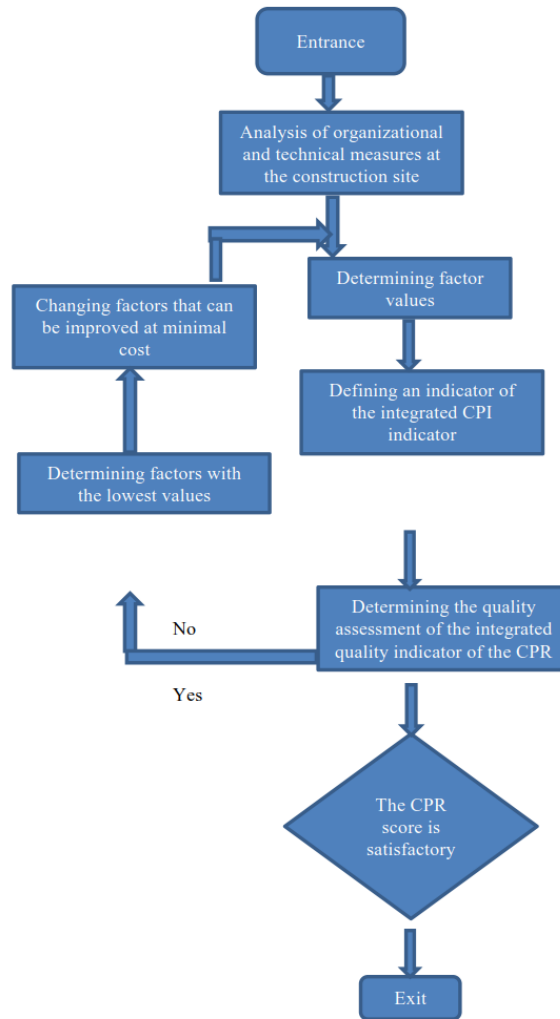 Entrance
Analysis of organizational
and technical measures at
the construction site
Changing factors that can
be improved at minimal
cost
Determining factor
values
Defining an indicator of
the integrated CPI
indicator
Determining factors with
the lowest values
Determining the quality
assessment of the integrated
quality indicator of the CPR
No
Yes
The CPR
score is
satisfactory
Exit